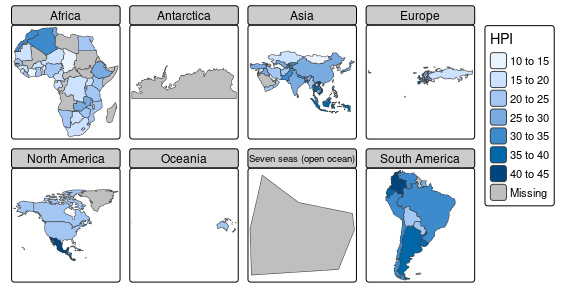 Africa
Antarctica
Asia
Europe
North America
Oceania
Seven seas (open ocean)
South America
HPI
10 to 15
15 to 20
20 to 25
25 to 30
30 to 35
35 to 40
40 to 45
Missing